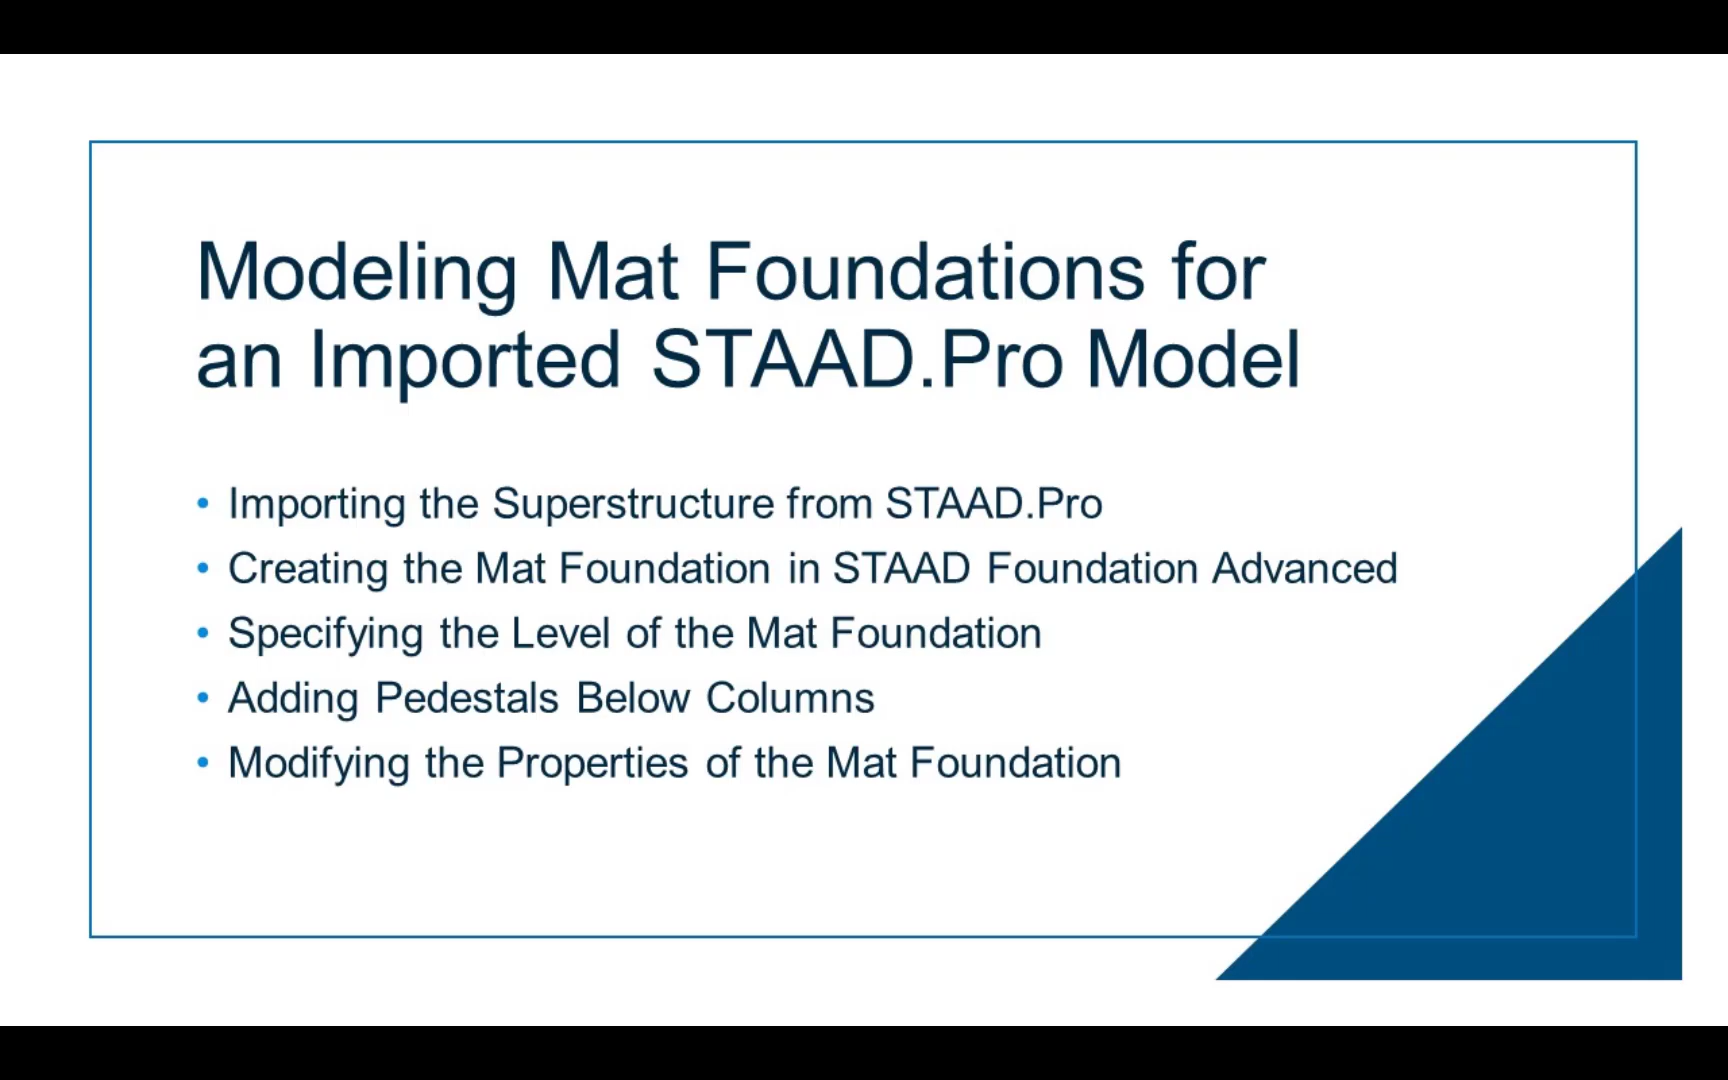 Modeling Mat Foundations for
an Imported STAAD.Pro Model
• Importing the Superstructure from STAAD.Pro
• Creating the Mat Foundation in STAAD Foundation Advanced
• Specifying the Level of the Mat Foundation
• Adding Pedestals Below Columns
• Modifying the Properties of the Mat Foundation